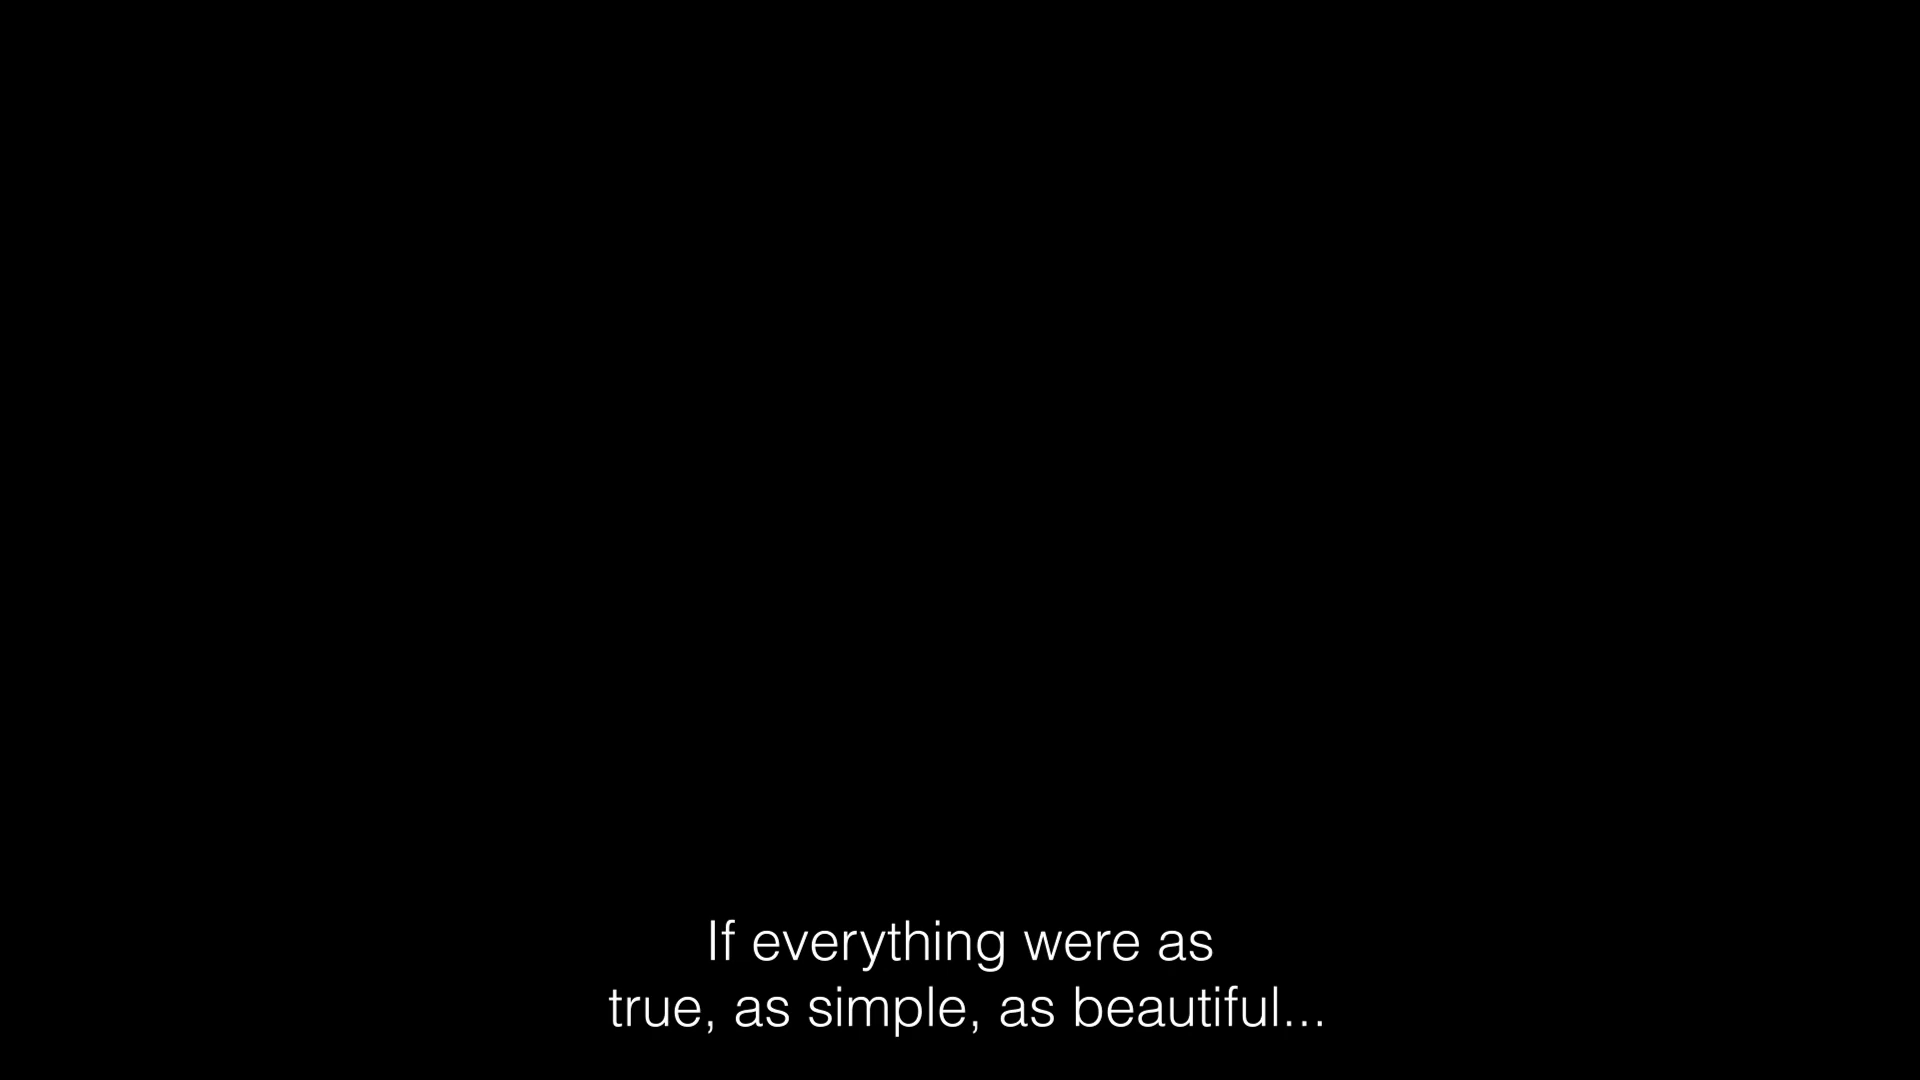 If everything were as
true, as simple, as beautiful...